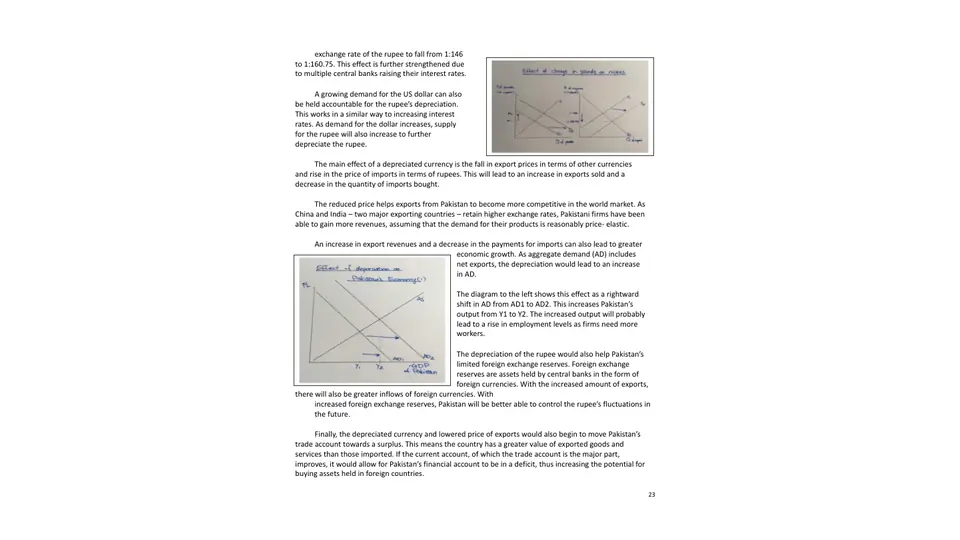 exchange rate of the rupee to fall from 1:146
to 1:160.75. This effect is further strengthened due
to multiple central banks raising their interest rates.
A growing demand for the US dollar can also
be held accountable for the rupee's depreciation.
This works in a similar way to increasing interest
rates. As demand for the dollar increases, supply
for the rupee will also increase to further
depreciate the rupee.
Effect of change in
The main effect of a depreciated currency is the fall in export prices in terms of other currencies
and rise in the price of imports in terms of rupees. This will lead to an increase in exports sold and a
decrease in the quantity of imports bought.
The reduced price helps exports from Pakistan to become more competitive in the world market. As
China and India – two major exporting countries – retain higher exchange rates, Pakistani firms have been
able to gain more revenues, assuming that the demand for their products is reasonably price- elastic.
An increase in export revenues and a decrease in the payments for imports can also lead to greater
economic growth. As aggregate demand (AD) includes
net exports, the depreciation would lead to an increase
in AD.
Effect of depreciation on
Pakistan's Economy(1)
PL
AS
AD1
AD2
Y1
Y2
of Pakistan
The diagram to the left shows this effect as a rightward
shift in AD from AD1 to AD2. This increases Pakistan's
output from Y1 to Y2. The increased output will probably
lead to a rise in employment levels as firms need more
workers.
The depreciation of the rupee would also help Pakistan's
limited foreign exchange reserves. Foreign exchange
reserves are assets held by central banks in the form of
foreign currencies. With the increased amount of exports,
there will also be greater inflows of foreign currencies. With
increased foreign exchange reserves, Pakistan will be better able to control the rupee's fluctuations in
the future.
Finally, the depreciated currency and lowered price of exports would also begin to move Pakistan's
trade account towards a surplus. This means the country has a greater value of exported goods and
services than those imported. If the current account, of which the trade account is the major part,
improves, it would allow for Pakistan's financial account to be in a deficit, thus increasing the potential for
buying assets held in foreign countries.
23